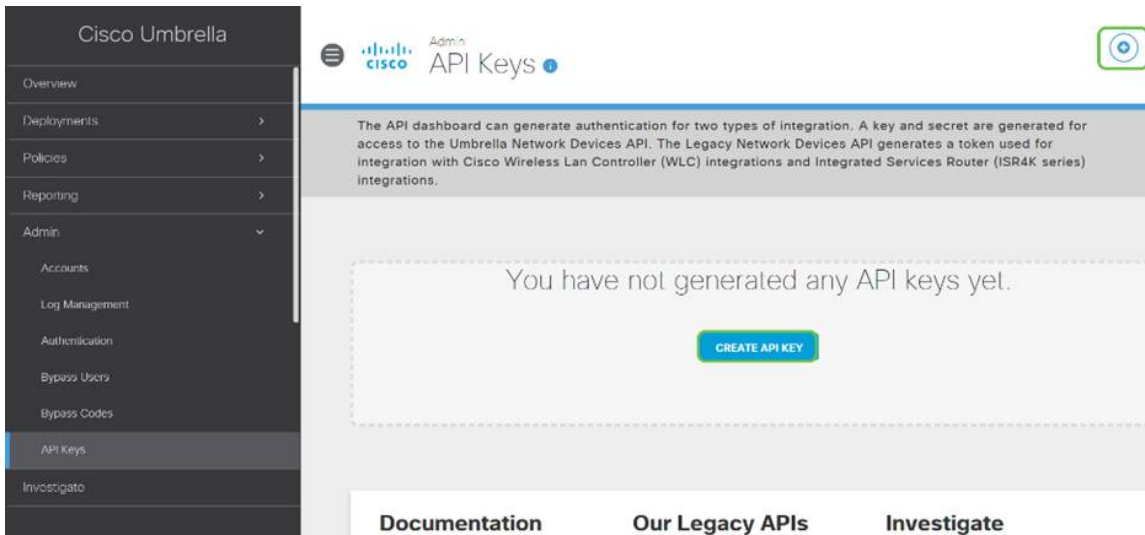 Cisco Umbrella
Overview
Deployments
Policies
Reporting
Admin
Accounts
Log Management
Authentication
Bypass Users
Bypass Codes
API Keys
Investigate
cisco
Admin
API Keys
The API dashboard can generate authentication for two types of integration. A key and secret are generated for
access to the Umbrella Network Devices API. The Legacy Network Devices API generates a token used for
integration with Cisco Wireless Lan Controller (WLC) integrations and Integrated Services Router (ISR4K series)
integrations.
You have not generated any API keys yet.
CREATE API KEY
Documentation
Our Legacy APIs
Investigate